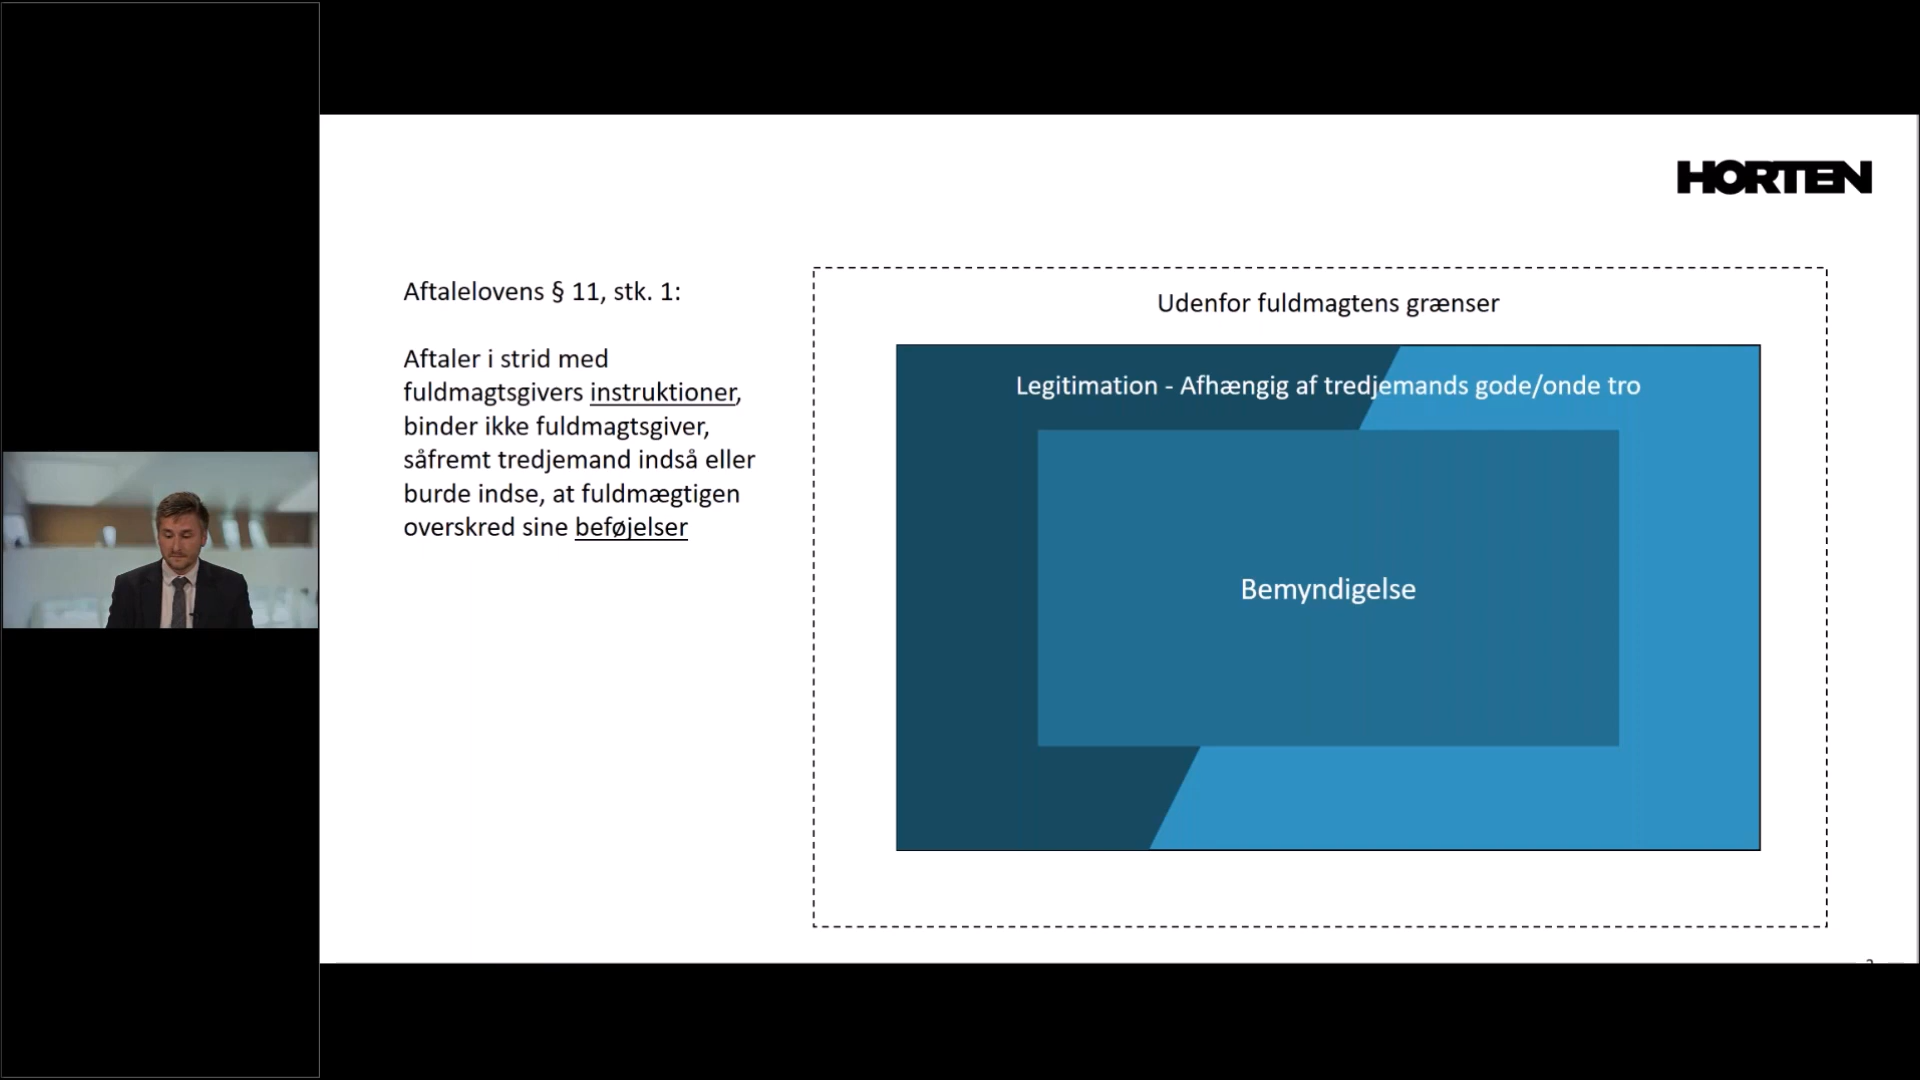 HORTEN
Aftalelovens § 11, stk. 1:
Aftaler i strid med
fuldmagtsgivers instruktioner,
binder ikke fuldmagtsgiver,
såfremt tredjemand indså eller
burde indse, at fuldmægtigen
overskred sine beføjelser
Udenfor fuldmagtens grænser
Legitimation - Afhængig af tredjemands gode/onde tro
Bemyndigelse